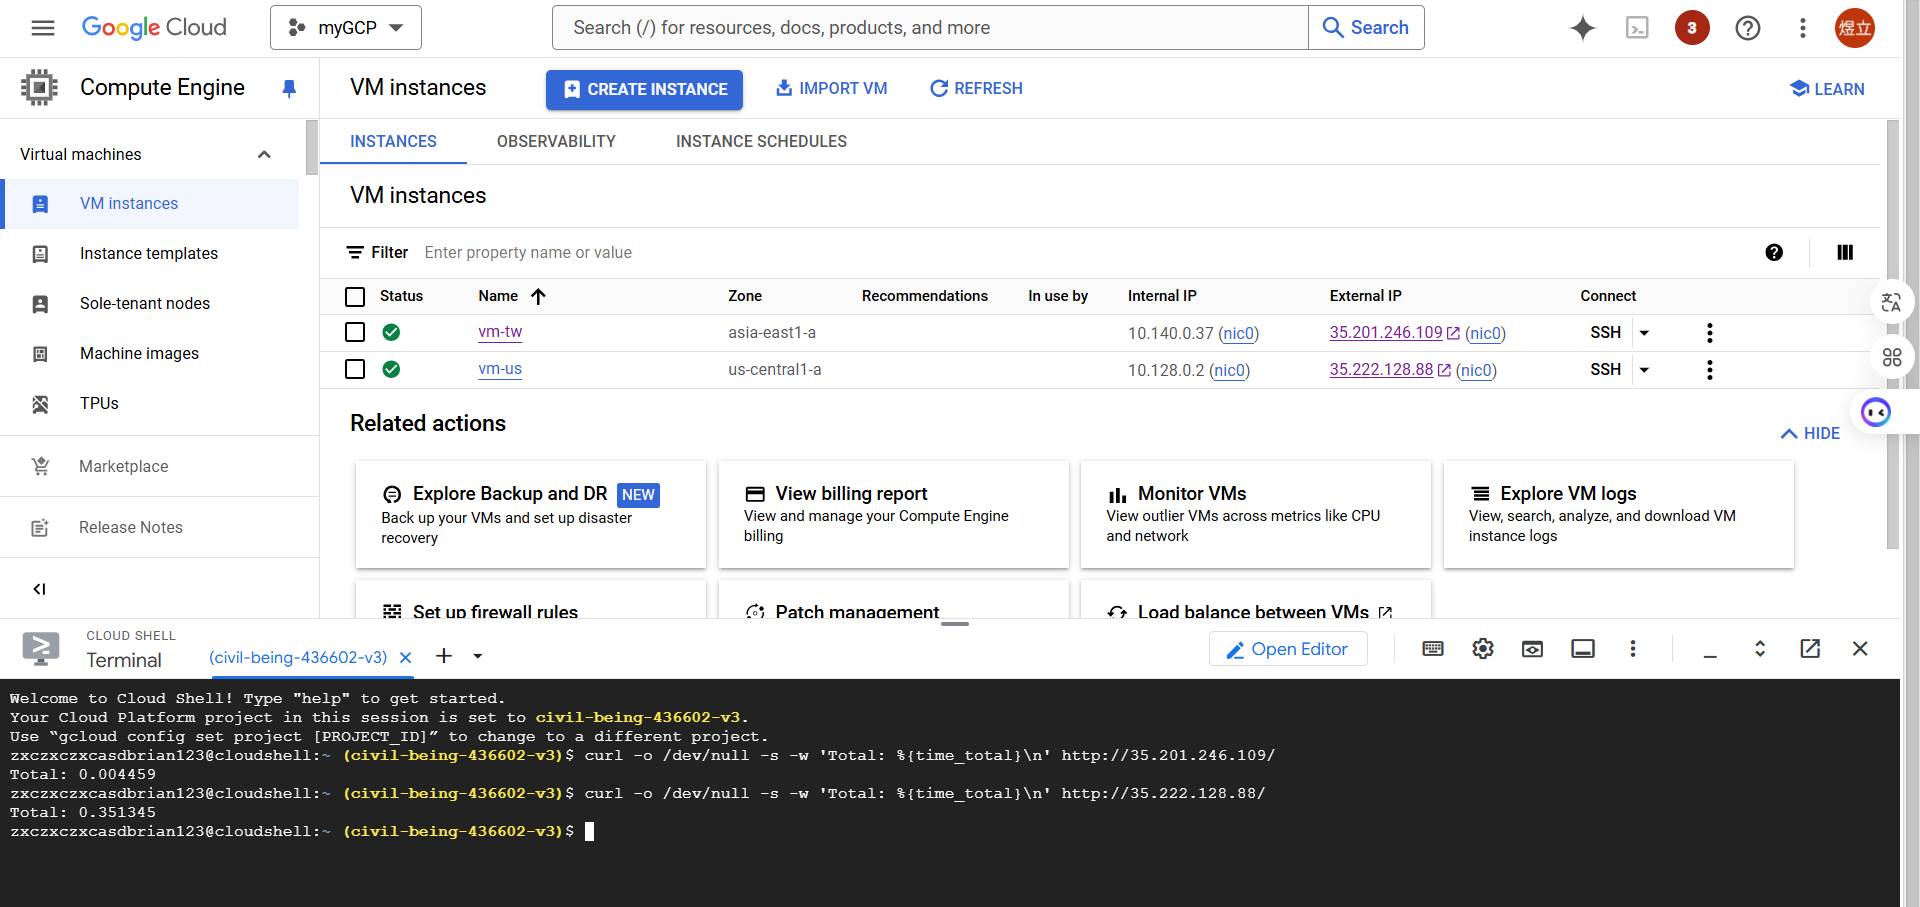 Google Cloud
myGCP
Search (/) for resources, docs, products, and more
Search
3
煜立
Compute Engine
VM instances
CREATE INSTANCE
IMPORT VM
REFRESH
LEARN
Virtual machines
VM instances
Instance templates
Sole-tenant nodes
Machine images
TPUs
Marketplace
Release Notes
INSTANCES
OBSERVABILITY
INSTANCE SCHEDULES
VM instances
Filter Enter property name or value
Status Name Zone Recommendations In use by Internal IP External IP Connect
vm-tw asia-east1-a 10.140.0.37 (nic0) 35.201.246.109 (nic0) SSH
vm-us us-central1-a 10.128.0.2 (nic0) 35.222.128.88 (nic0) SSH
Related actions
HIDE
Explore Backup and DR NEW
Back up your VMs and set up disaster
recovery
View billing report
View and manage your Compute Engine
billing
Monitor VMs
View outlier VMs across metrics like CPU
and network
Explore VM logs
View, search, analyze, and download VM
instance logs
Set up firewall rules
Patch management
Load balance between VMs
CLOUD SHELL
Terminal
(civil-being-436602-v3)
Open Editor
Welcome to Cloud Shell! Type "help" to get started.
Your Cloud Platform project in this session is set to civil-being-436602-v3.
Use “gcloud config set project [PROJECT_ID]” to change to a different project.
zxczxczxcasdbrian123@cloudshell:~ (civil-being-436602-v3)$ curl -o /dev/null -s -w 'Total: %{time_total}\n' http://35.201.246.109/
Total: 0.004459
zxczxczxcasdbrian123@cloudshell:~ (civil-being-436602-v3)$ curl -o /dev/null -s -w 'Total: %{time_total}\n' http://35.222.128.88/
Total: 0.351345
zxczxczxcasdbrian123@cloudshell:~ (civil-being-436602-v3)$